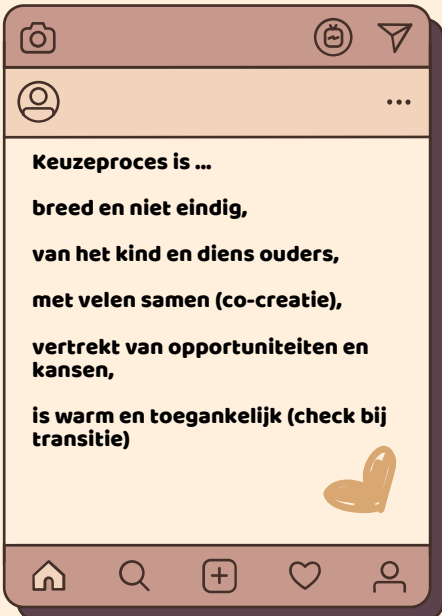 Keuzeproces is ...
breed en niet eindig,
van het kind en diens ouders,
met velen samen (co-creatie),
vertrekt van opportuniteiten en
kansen,
is warm en toegankelijk (check bij
transitie)